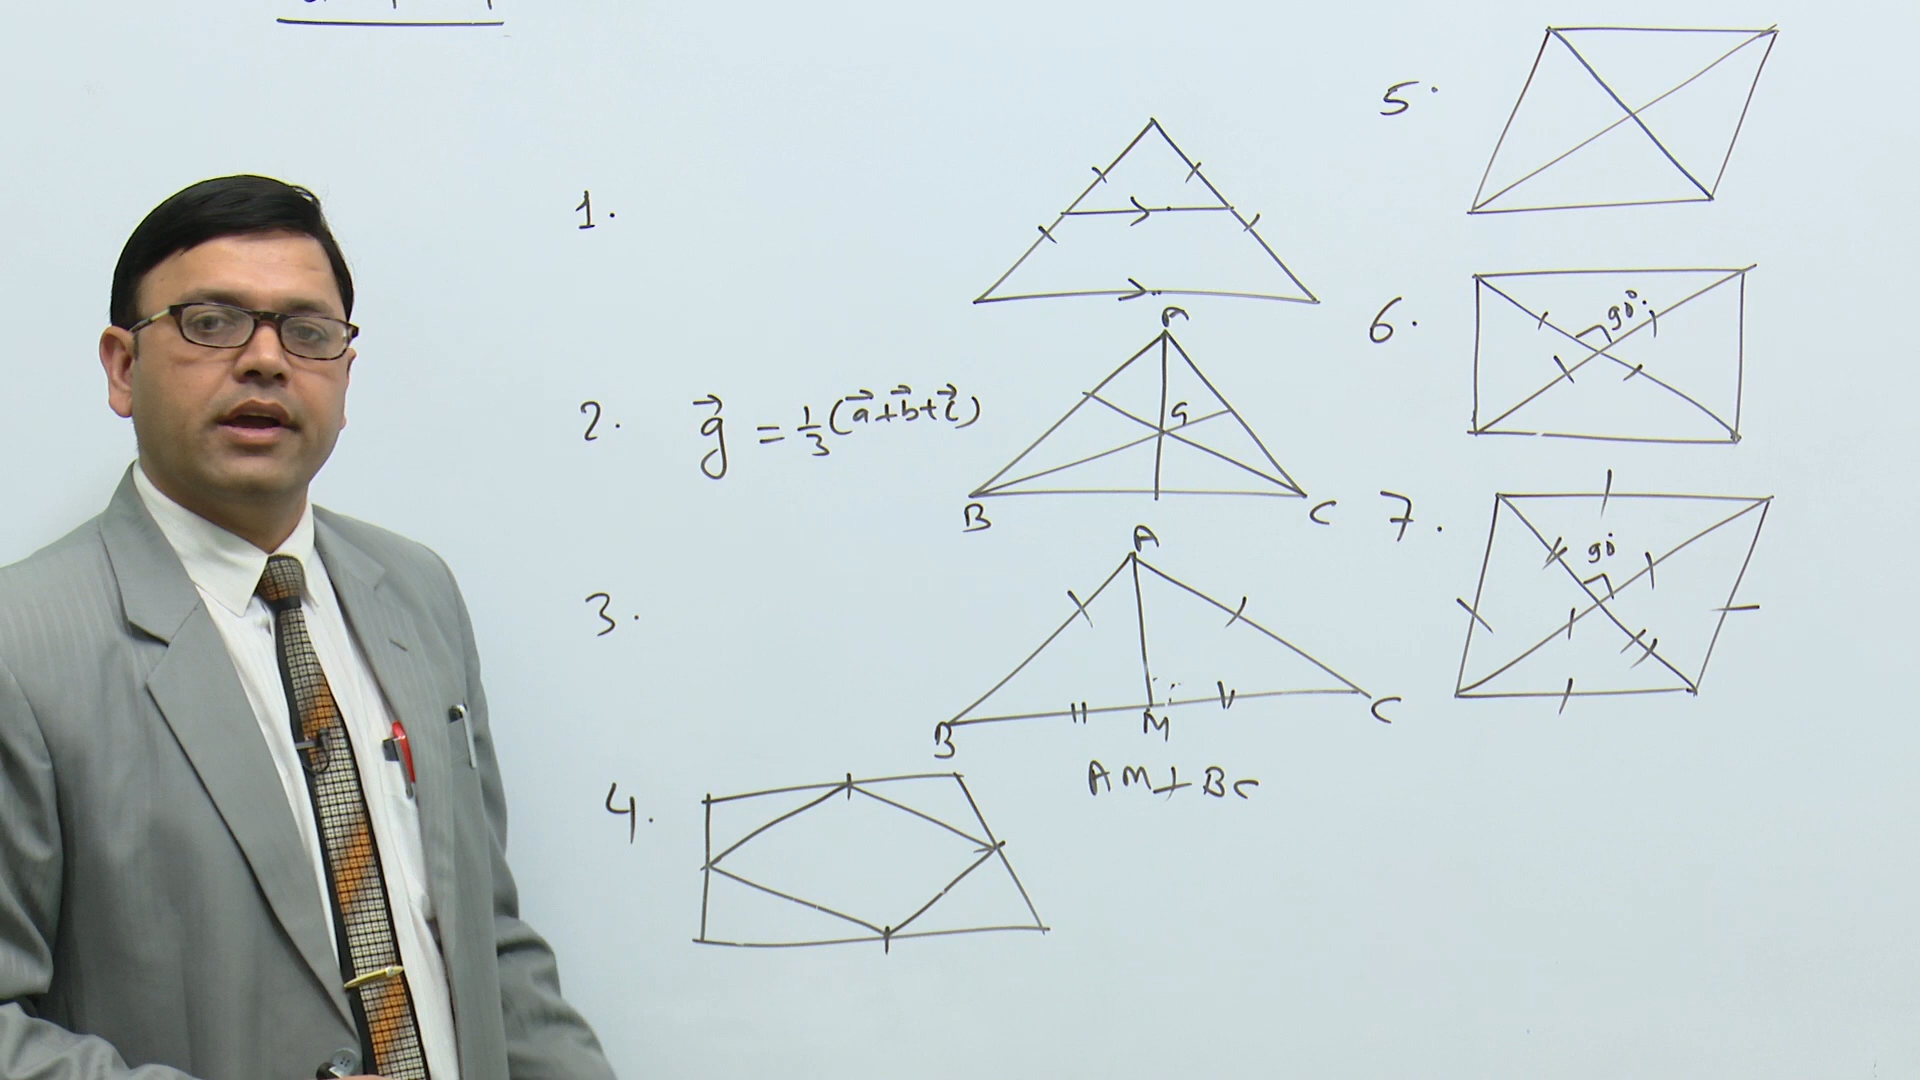 1.
2. g⃗ = 1/3 (a⃗+b⃗+c⃗)
A
G
B C
3.
A
B M C
AM⊥BC
4.
5.
6. 90°
7. 90°